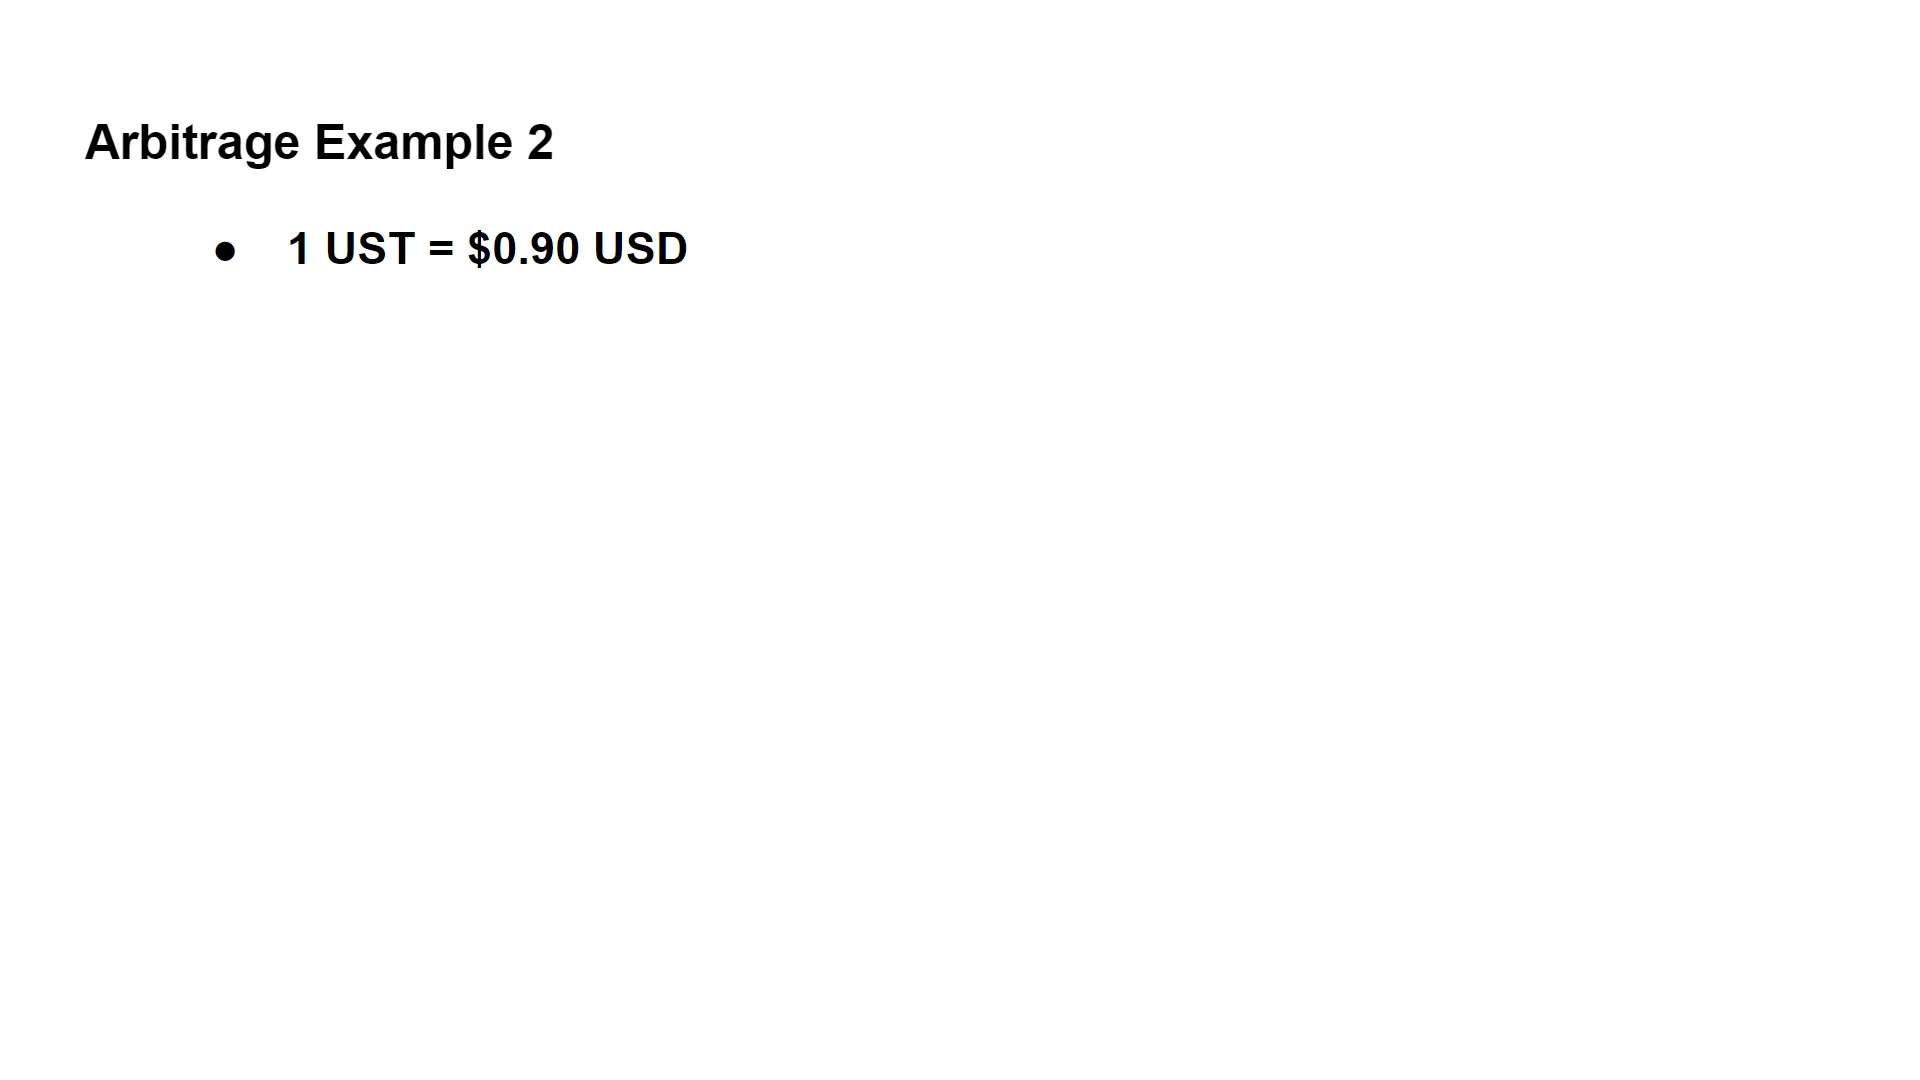 Arbitrage Example 2
● 1 UST = $0.90 USD